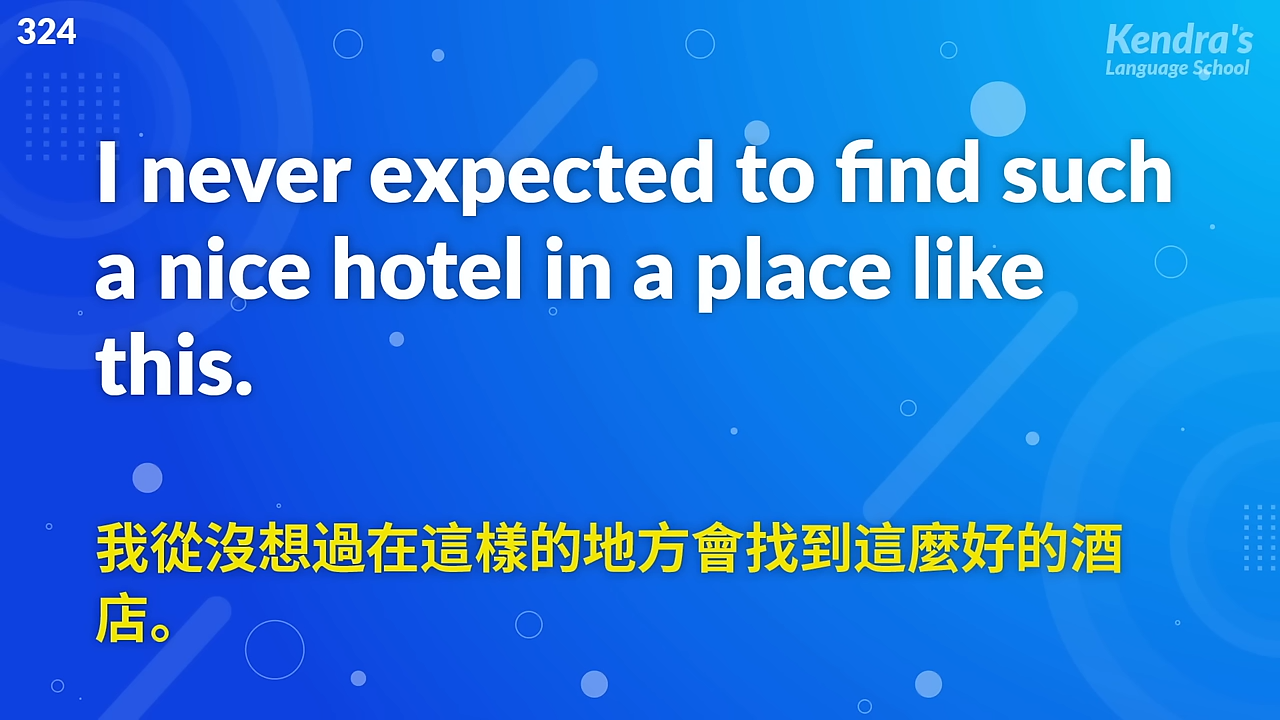 324
Kendra's
Language School
I never expected to find such
a nice hotel in a place like
this.
我從沒想過在這樣的地方會找到這麼好的酒
店。